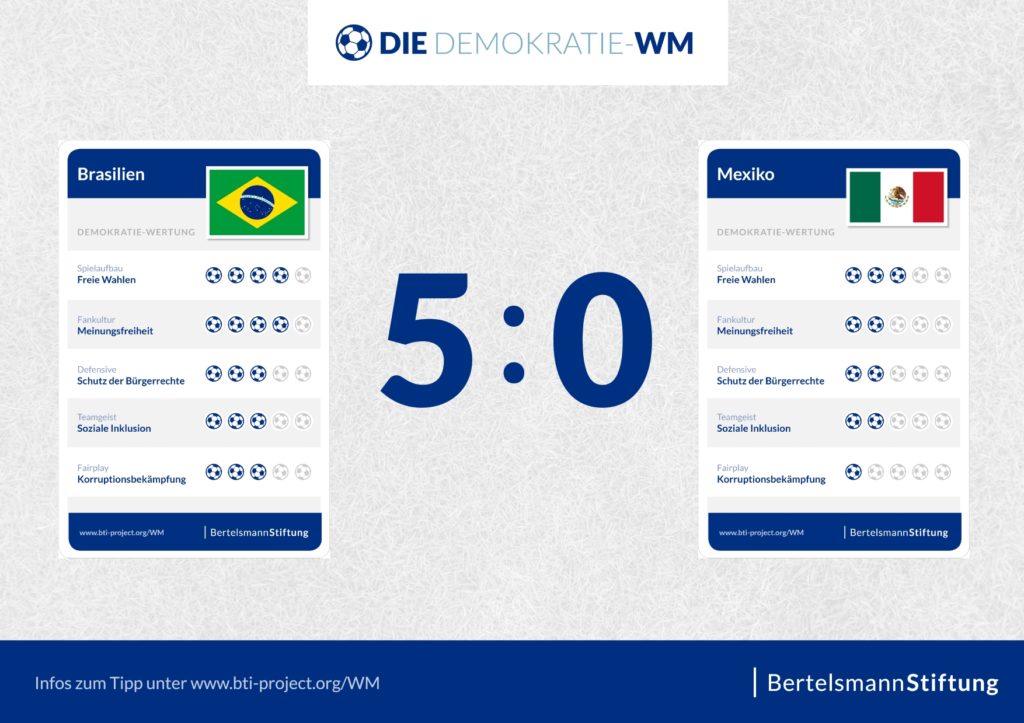 DIE DEMOKRATIE-WM
Brasilien
DEMOKRATIE-WERTUNG
Spielaufbau
Freie Wahlen
Fankultur
Meinungsfreiheit
Defensive
Schutz der Bürgerrechte
Teamgeist
Soziale Inklusion
Fairplay
Korruptionsbekämpfung
www.bti-project.org/WM
BertelsmannStiftung
5:0
Mexiko
DEMOKRATIE-WERTUNG
Spielaufbau
Freie Wahlen
Fankultur
Meinungsfreiheit
Defensive
Schutz der Bürgerrechte
Teamgeist
Soziale Inklusion
Fairplay
Korruptionsbekämpfung
www.bti-project.org/WM
BertelsmannStiftung
Infos zum Tipp unter www.bti-project.org/WM
BertelsmannStiftung